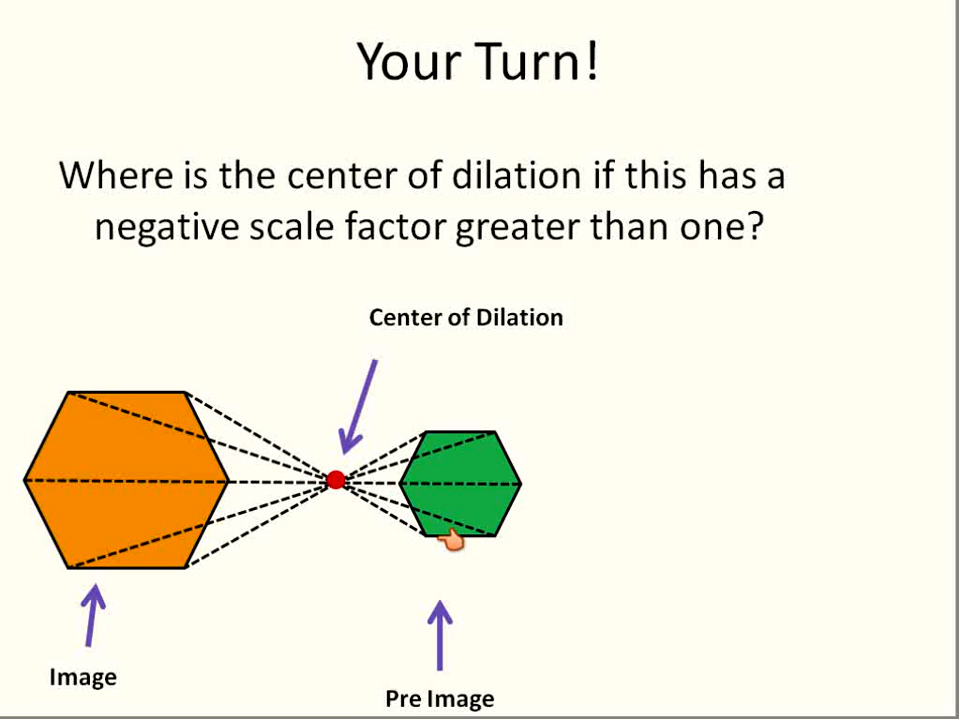 Your Turn!
Where is the center of dilation if this has a
negative scale factor greater than one?
Center of Dilation
Image
Pre Image